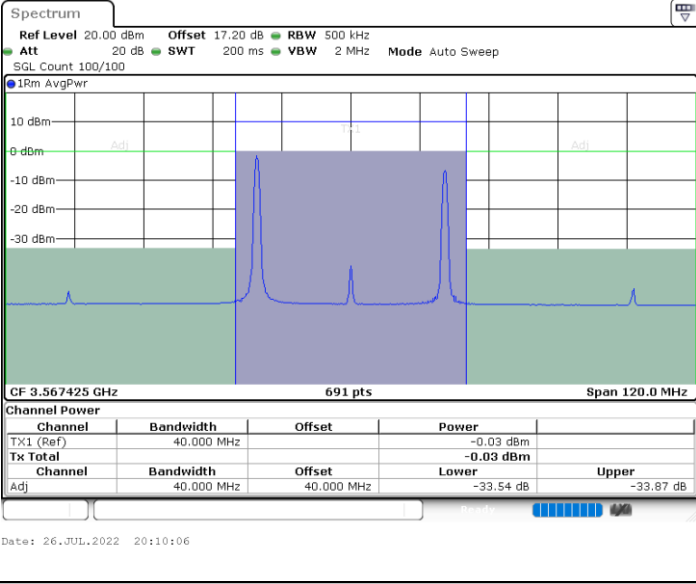 Spectrum
Ref Level 20.00 dBm Offset 17.20 dB RBW 500 kHz
Att 20 dB SWT 200 ms VBW 2 MHz Mode Auto Sweep
SGL Count 100/100
1Rm AvgPwr
10 dBm
TX1
Adj
Adj
0 dBm
-10 dBm
-20 dBm
-30 dBm
CF 3.567425 GHz 691 pts Span 120.0 MHz
Channel Power
Channel Bandwidth Offset Power
TX1 (Ref) 40.000 MHz -0.03 dBm
Tx Total -0.03 dBm
Channel Bandwidth Offset Lower Upper
Adj 40.000 MHz 40.000 MHz -33.54 dB -33.87 dB
Ready
Date: 26.JUL.2022 20:10:06